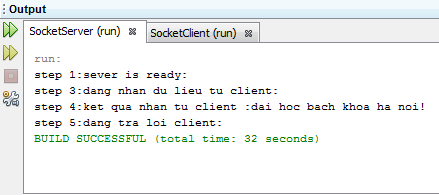 : Output
SocketServer (run) SocketClient (run)
run:
step 1:sever is ready:
step 3:dang nhan du lieu tu client:
step 4:ket qua nhan tu client :dai hoc bach khoa ha noi!
step 5:dang tra loi client:
BUILD SUCCESSFUL (total time: 32 seconds)